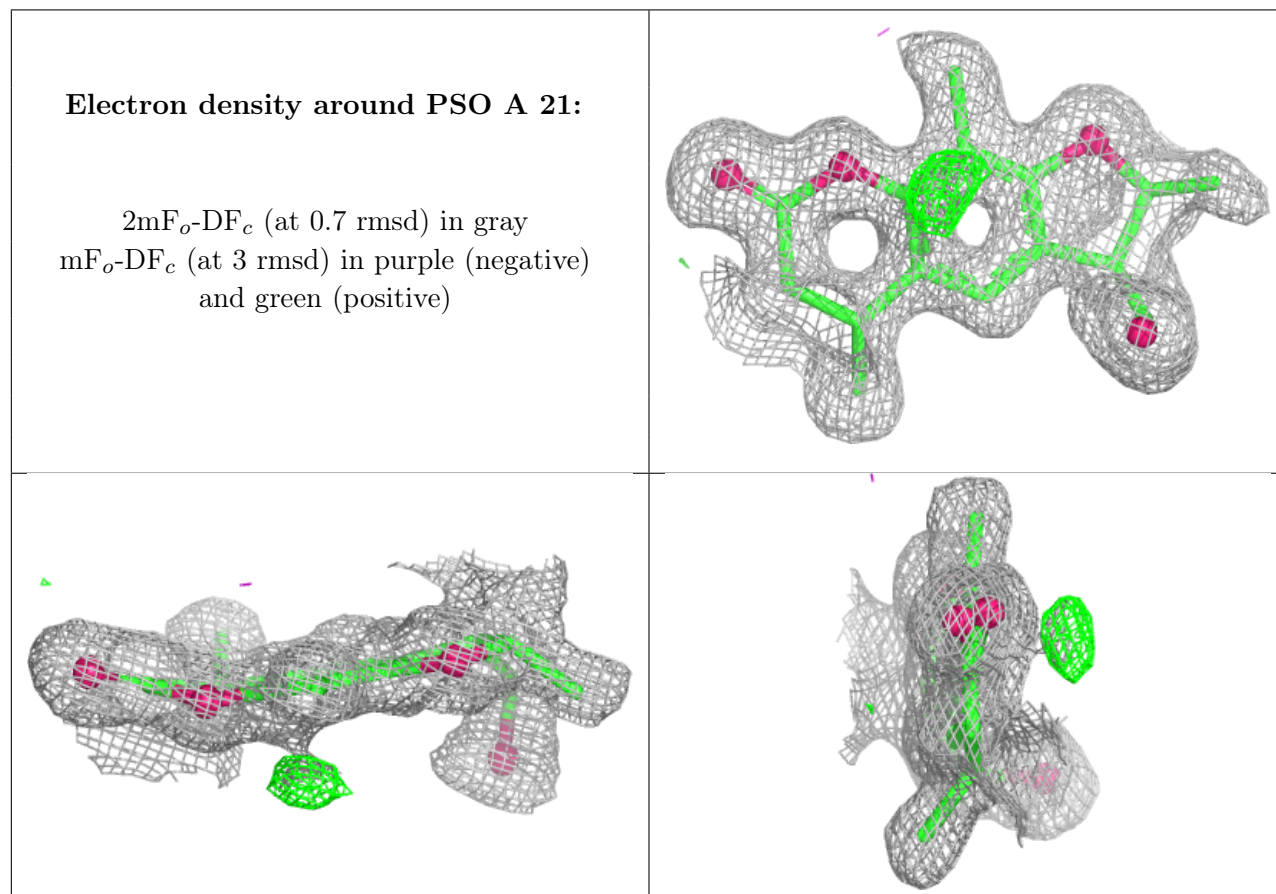 Electron density around PSO A 21:
2mFo-DFc (at 0.7 rmsd) in gray
mFo-DFc (at 3 rmsd) in purple (negative)
and green (positive)